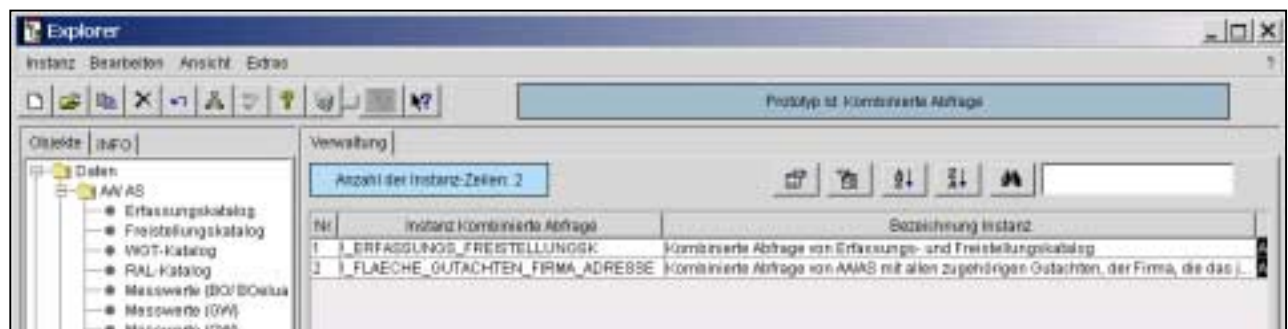 Explorer
Instanz Bearbeiten Ansicht Extras ?
Prototyp ist Kombinierte Abfrage
Objekte INFO
Verwaltung
Daten
Anzahl der Instanz-Zeilen: 2
AWAS
Erfassungskatalog
Freistellungskatalog
WGT-Katalog
RAL-Katalog
Messwerte (BO/BOelua
Messwerte (GW)
Nr. Instanz Kombinierte Abfrage Bezeichnung Instanz
1 I_ERFASSUNGS_FREISTELLUNGSK Kombinierte Abfrage von Erfassungs- und Freistellungskatalog
2 I_FLAECHE_GUTACHTEN_FIRMA_ADRESSE Kombinierte Abfrage von AWAS mit allen zugehörigen Gutachten, der Firma, die das j...